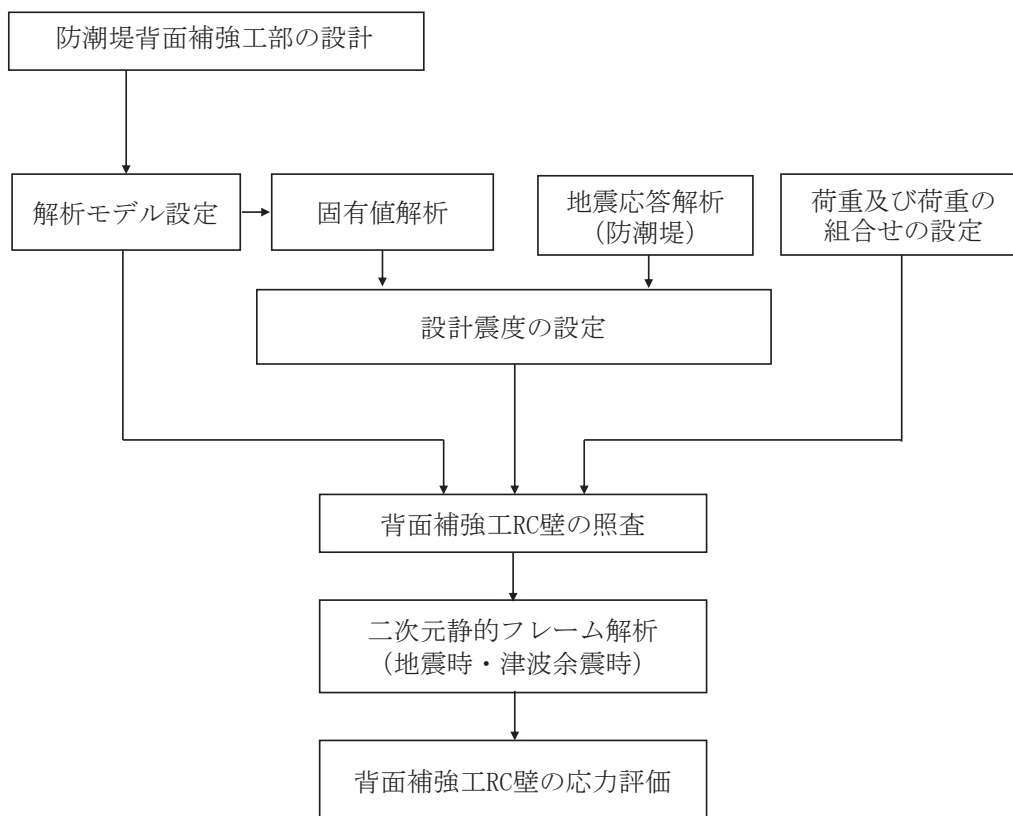 防潮堤背面補強工部の設計
解析モデル設定
固有値解析
地震応答解析
(防潮堤)
荷重及び荷重の
組合せの設定
設計震度の設定
背面補強工RC壁の照査
二次元静的フレーム解析
(地震時・津波余震時)
背面補強工RC壁の応力評価